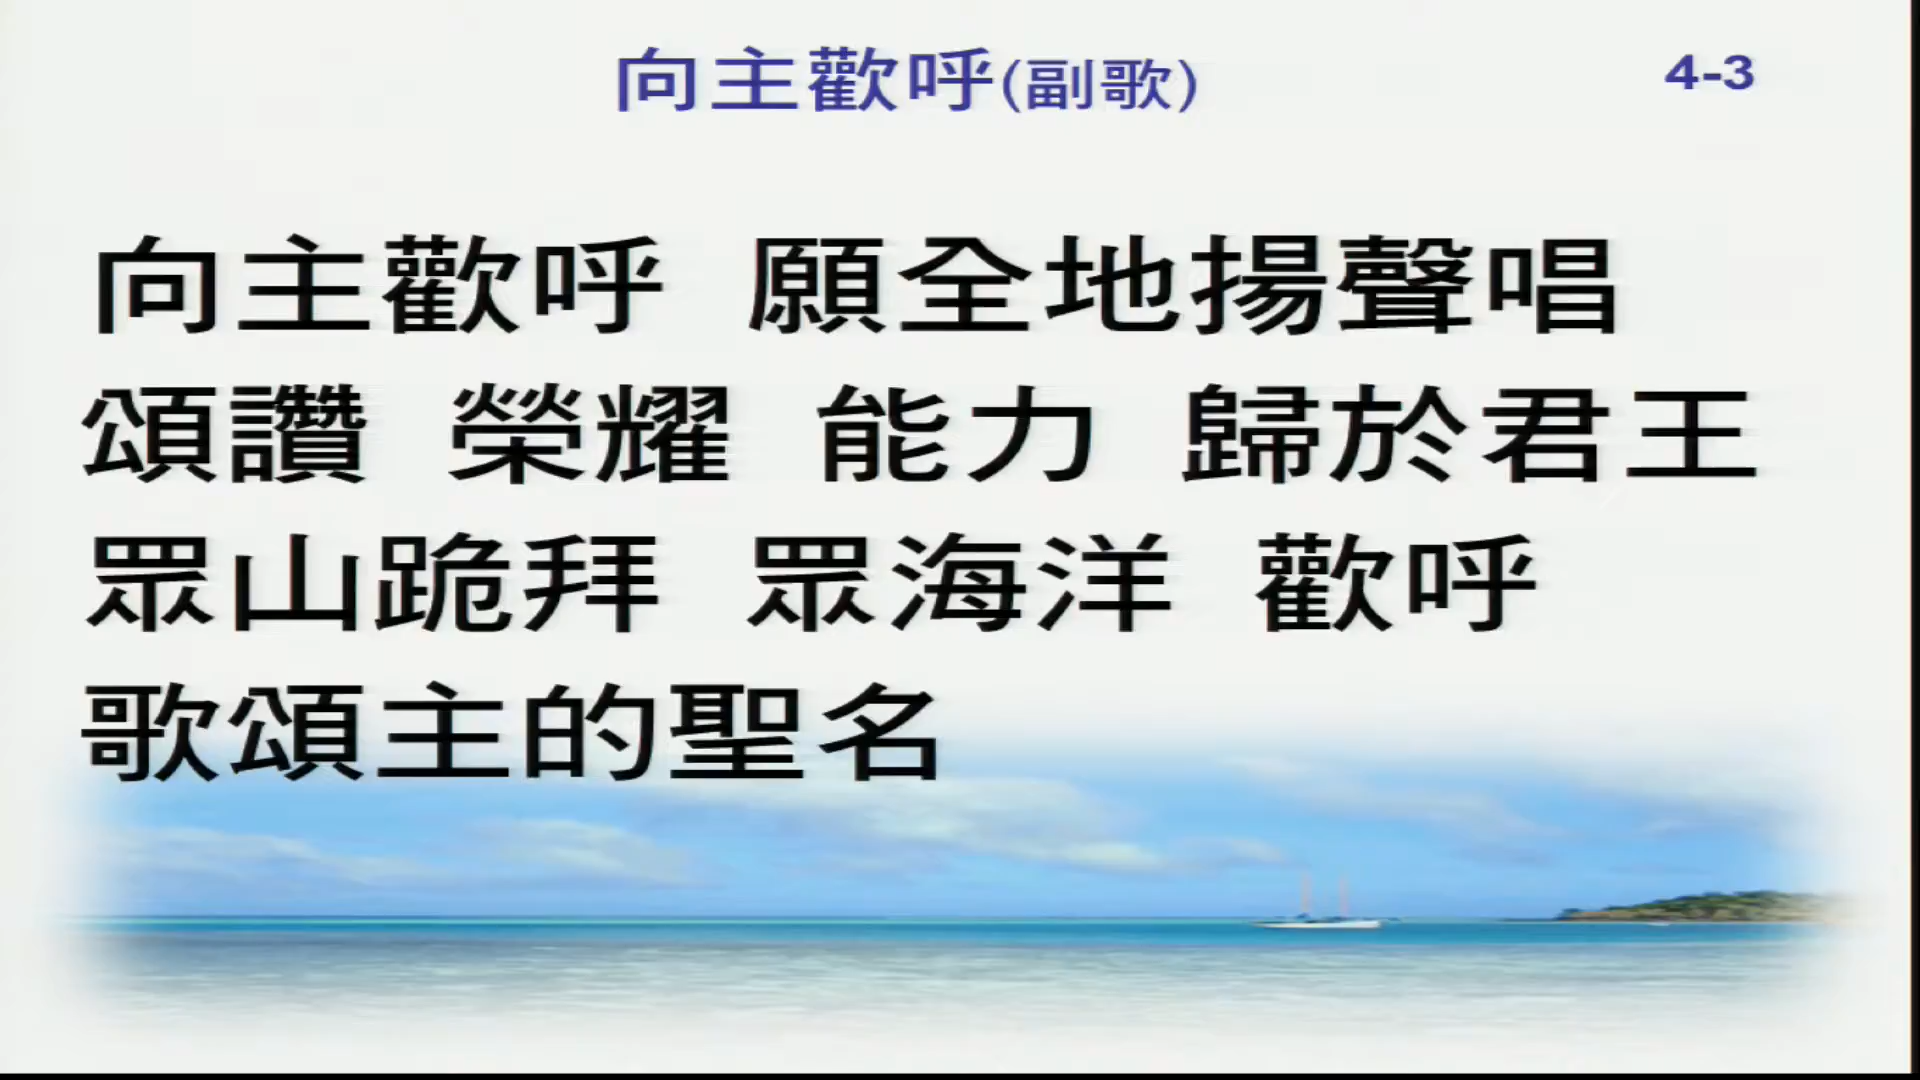 向主歡呼(副歌)
4-3
向主歡呼 願全地揚聲唱
頌讚 榮耀 能力 歸於君王
眾山跪拜 眾海洋 歡呼
歌頌主的聖名